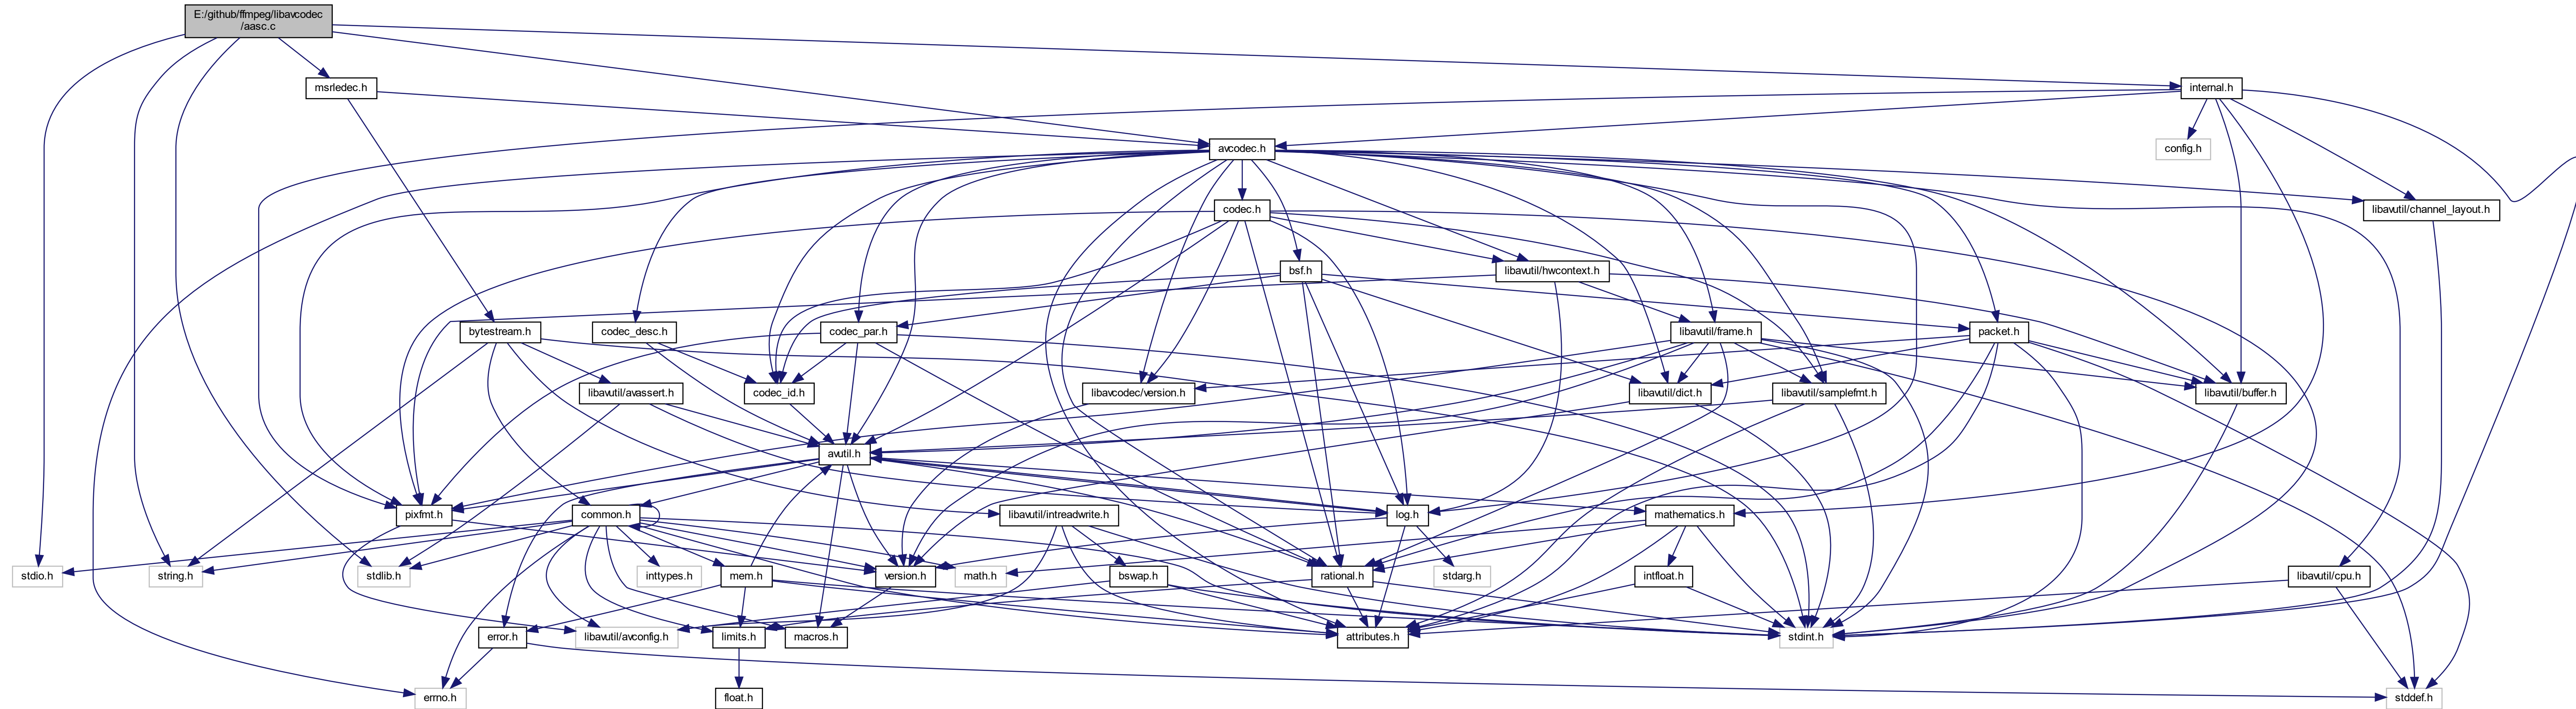 E:/github/ffmpeg/libavcodec
/aasc.c
msrledec.h
internal.h
avcodec.h
config.h
codec.h
libavutil/channel_layout.h
bsf.h
libavutil/hwcontext.h
bytestream.h
codec_desc.h
codec_par.h
libavutil/frame.h
packet.h
libavutil/avassert.h
codec_id.h
libavcodec/version.h
libavutil/dict.h
libavutil/samplefmt.h
libavutil/buffer.h
avutil.h
pixfmt.h
common.h
libavutil/intreadwrite.h
log.h
mathematics.h
stdio.h
string.h
stdlib.h
inttypes.h
mem.h
version.h
math.h
bswap.h
rational.h
stdarg.h
intfloat.h
libavutil/cpu.h
error.h
libavutil/avconfig.h
limits.h
macros.h
attributes.h
stdint.h
errno.h
float.h
stddef.h